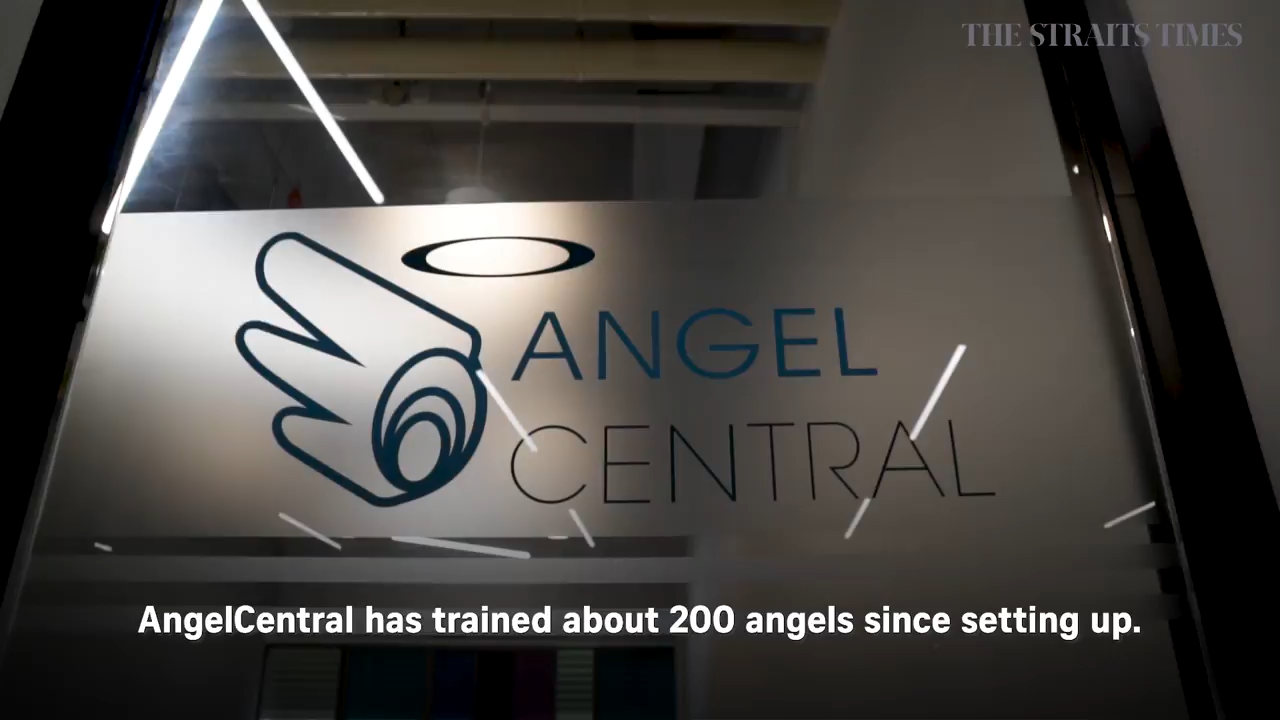 THE STRAITS TIMES
ANGEL
CENTRAL
AngelCentral has trained about 200 angels since setting up.